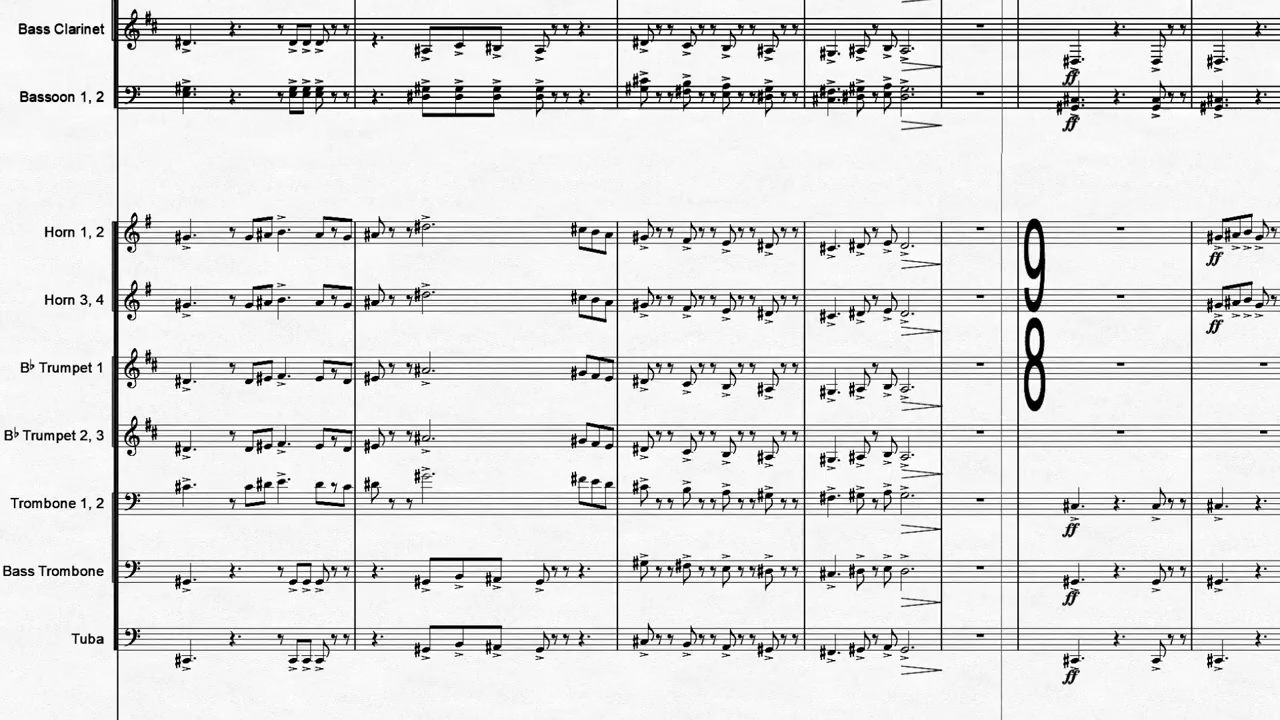 Bass Clarinet
ff
Bassoon 1, 2
ff
Horn 1, 2
ff
Horn 3, 4
ff
9
8
B♭ Trumpet 1
B♭ Trumpet 2, 3
Trombone 1, 2
ff
Bass Trombone
ff
Tuba
ff